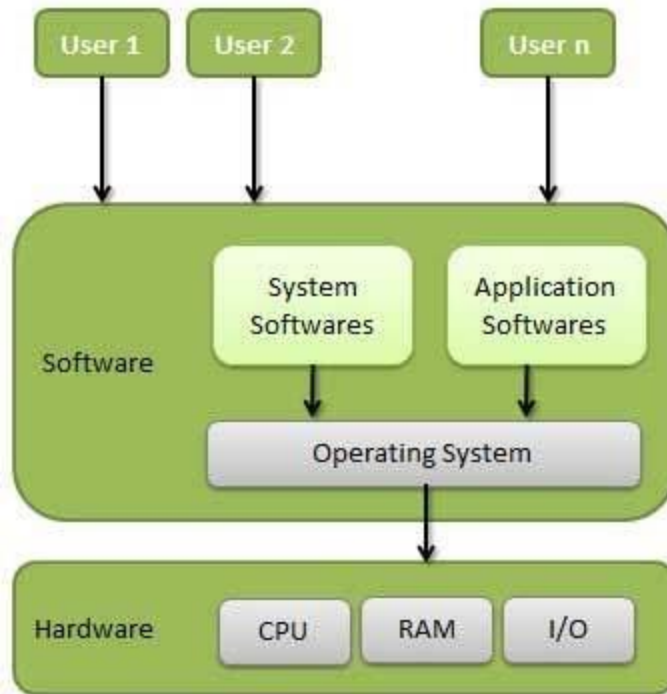 User 1
User 2
User n
System
Softwares
Application
Softwares
Software
Operating System
Hardware
CPU
RAM
I/O